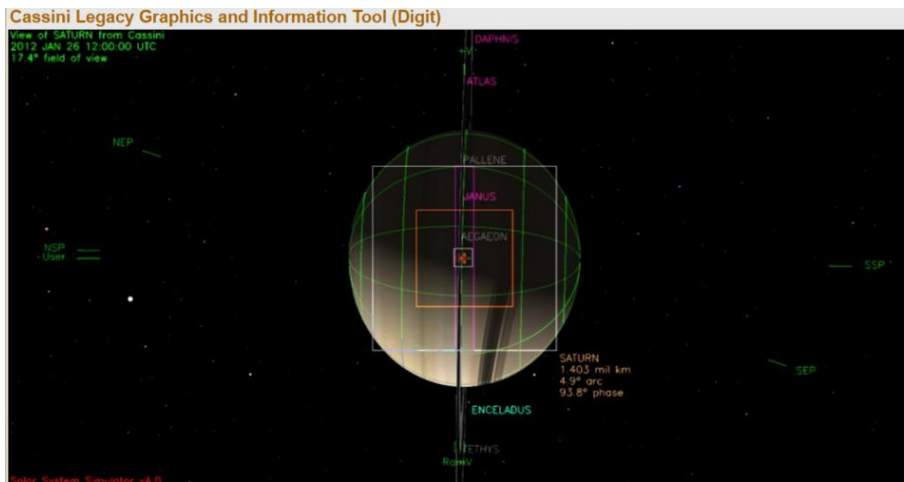 Cassini Legacy Graphics and Information Tool (Digit)
View of SATURN from Cassini
2012 JAN 26 12:00:00 UTC
17.4° field of view
DAPHNIS
+V
ATLAS
NEP
PALLENE
JANUS
AEGAEON
NSP
User
SSP
SATURN
1.403 mil km
4.9° arc
93.8° phase
SEP
ENCELADUS
TETHYS
RamV
Solar System Simulator v4.0